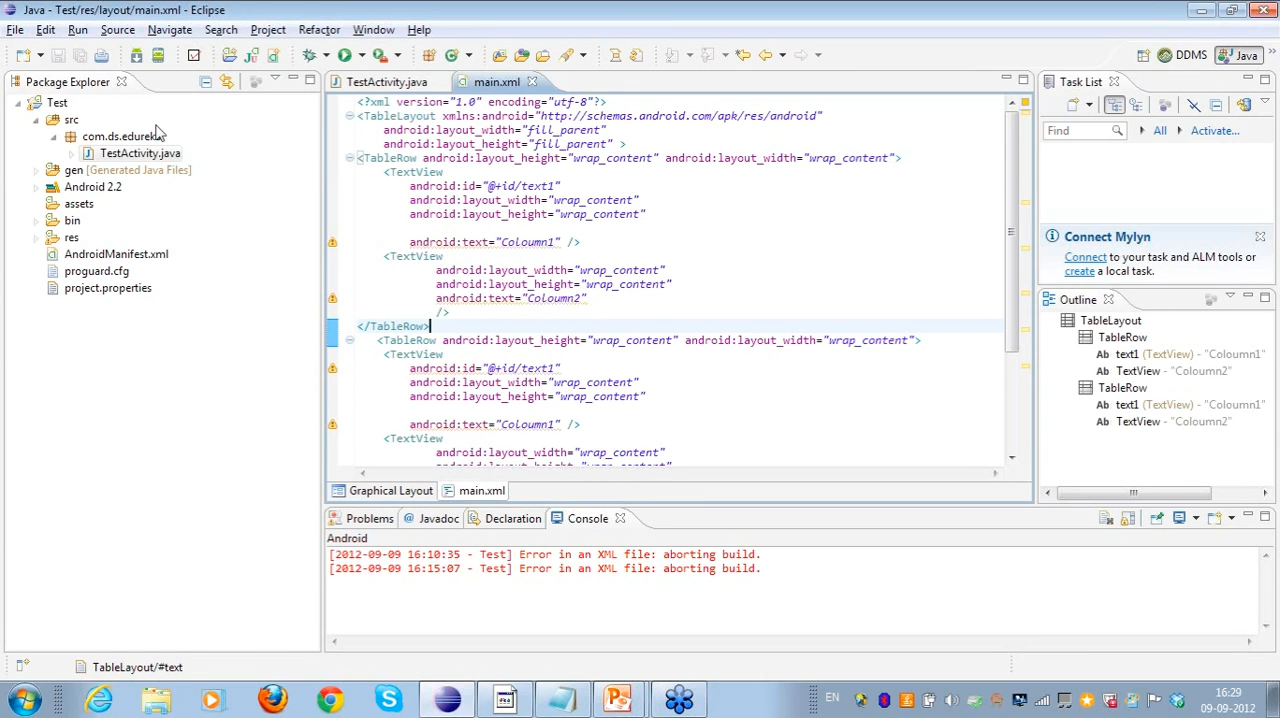 Java - Test/res/layout/main.xml - Eclipse
File Edit Run Source Navigate Search Project Refactor Window Help
DDMS Java
Package Explorer
Test
src
com.ds.edurek
TestActivity.java
gen [Generated Java Files]
Android 2.2
assets
bin
res
AndroidManifest.xml
proguard.cfg
project.properties
TestActivity.java main.xml
<?xml version="1.0" encoding="utf-8"?>
<TableLayout xmlns:android="http://schemas.android.com/apk/res/android"
android:layout_width="fill_parent"
android:layout_height="fill_parent" >
<TableRow android:layout_height="wrap_content" android:layout_width="wrap_content">
<TextView
android:id="@+id/text1"
android:layout_width="wrap_content"
android:layout_height="wrap_content"
android:text="Coloumn1" />
<TextView
android:layout_width="wrap_content"
android:layout_height="wrap_content"
android:text="Coloumn2"
/>
</TableRow>
<TableRow android:layout_height="wrap_content" android:layout_width="wrap_content">
<TextView
android:id="@+id/text1"
android:layout_width="wrap_content"
android:layout_height="wrap_content"
android:text="Coloumn1" />
<TextView
android:layout_width="wrap_content"
android:layout_height="wrap_content"
Graphical Layout main.xml
Task List
Find All Activate...
Connect Mylyn
Connect to your task and ALM tools or
create a local task.
Outline
TableLayout
TableRow
Ab text1 (TextView) - "Coloumn1"
Ab TextView - "Coloumn2"
TableRow
Ab text1 (TextView) - "Coloumn1"
Ab TextView - "Coloumn2"
Problems @ Javadoc Declaration Console
Android
[2012-09-09 16:10:35 - Test] Error in an XML file: aborting build.
[2012-09-09 16:15:07 - Test] Error in an XML file: aborting build.
TableLayout/#text
EN
16:29
09-09-2012